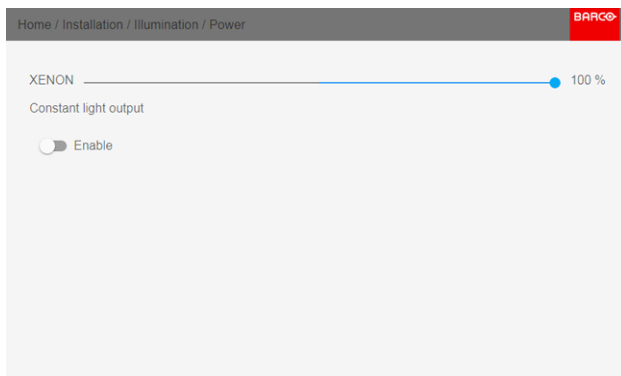 Home / Installation / Illumination / Power
BARCO
XENON 100 %
Constant light output
Enable